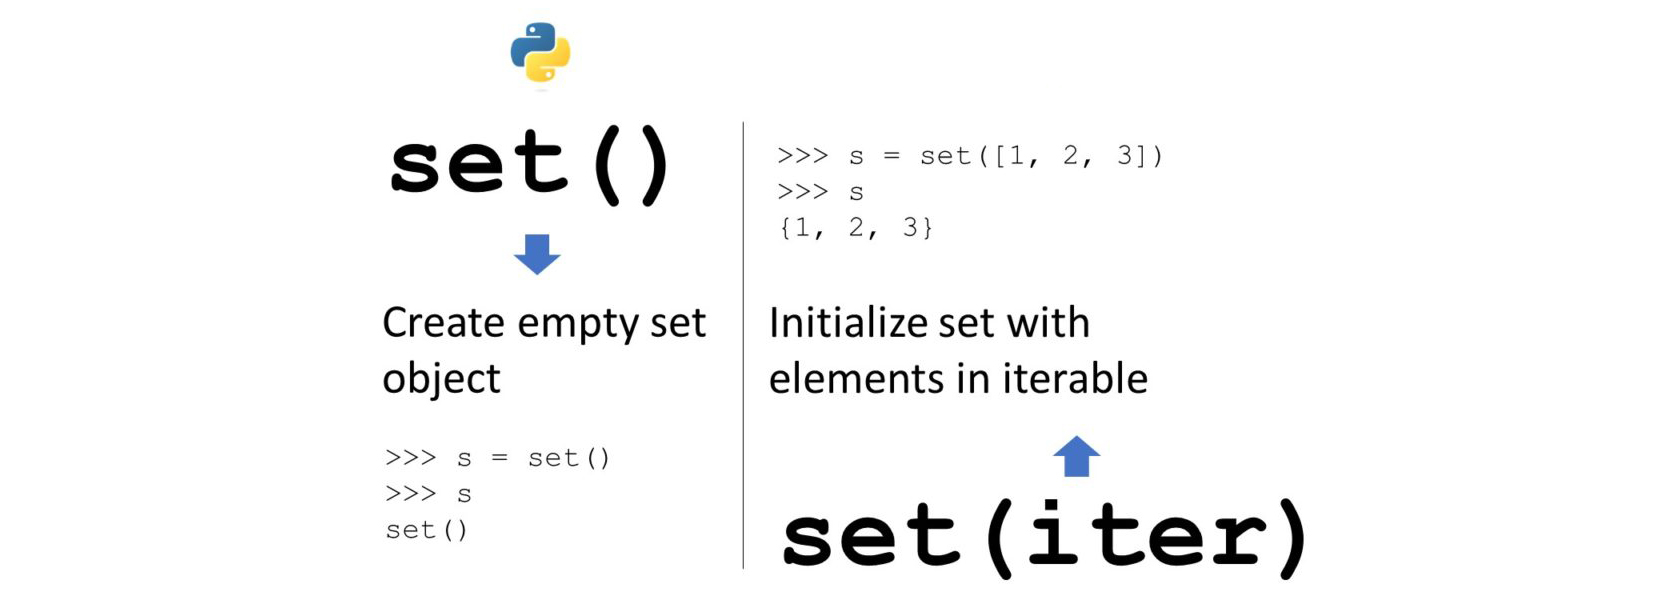 set()
Create empty set
object
>>> s = set()
>>> s
set()
>>> s = set([1, 2, 3])
>>> s
{1, 2, 3}
Initialize set with
elements in iterable
set(iter)